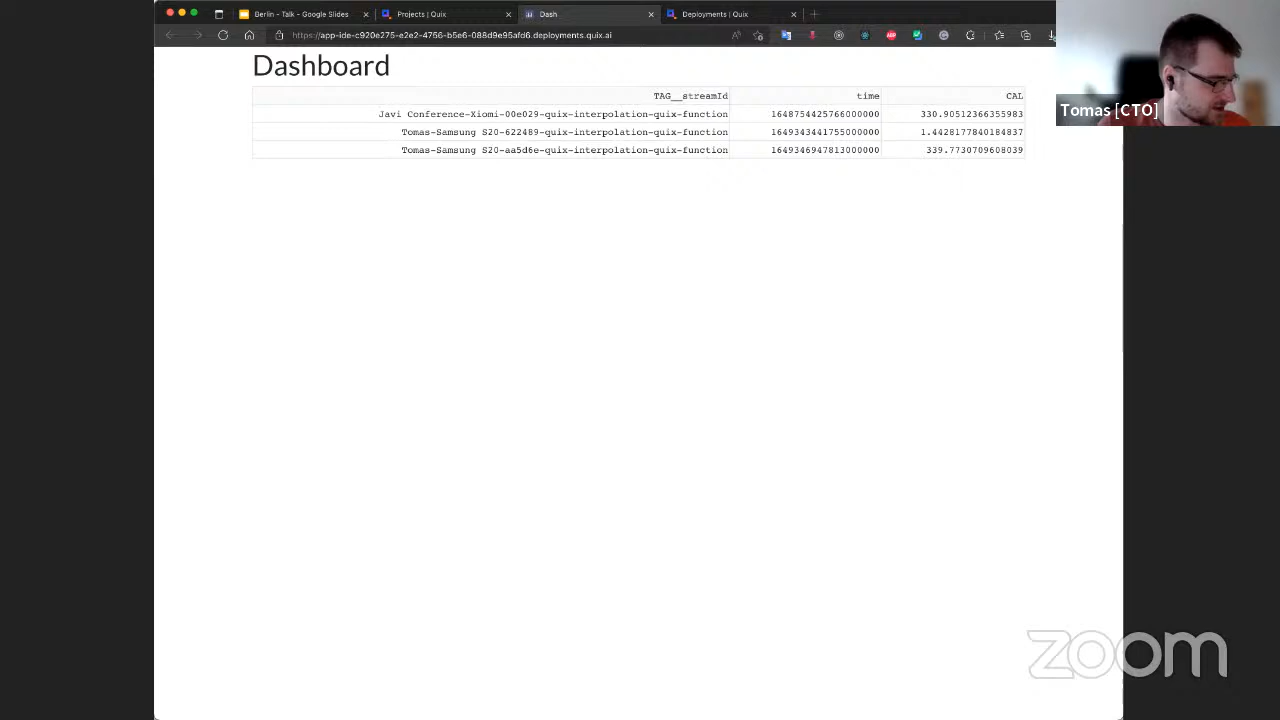 Berlin - Talk - Google Slides
Projects | Quix
Dash
Deployments | Quix
https://app-ide-c920e275-e2e2-4756-b5e6-088d9e95afd6.deployments.quix.ai
Dashboard
TAG__streamId time CAL
Javi Conference-Xiomi-00e029-quix-interpolation-quix-function 1648754425766000000 330.90512366355983
Tomas-Samsung S20-622489-quix-interpolation-quix-function 1649343441755000000 1.4428177840184837
Tomas-Samsung S20-aa5d6e-quix-interpolation-quix-function 1649346947813000000 339.7730709608039
Tomas [CTO]
zoom